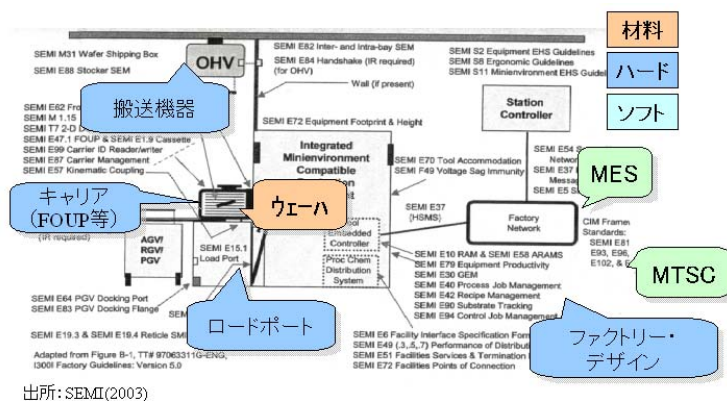 SEMI M31 Wafer Shipping Box
SEMI E88 Stocker SEM
OHV
SEMI E82 Inter- and Intra-bay SEM
SEMI E84 Handshake (IR required)
(for OHV)
Wall (if present)
SEMI S2 Equipment EHS Guidelines
SEMI S8 Ergonomic Guidelines
SEMI S11 Minienvironment EHS
材料
ハード
ソフト
搬送機器
SEMI E62
SEMI M 1.15
SEMI T7 2-D
SEMI E47.1 FOUP & SEMI E1.9 Cassette
SEMI E99 Carrier ID Reader/writer
SEMI E87 Carrier Management
SEMI E57 Kinematic Coupling
SEMI E72 Equipment Footprint & Height
Integrated
Minienvironment
Compatible
Station
Controller
SEMI E70 Tool Accommodation
SEMI F49 Voltage Sag Immunity
SEMI E54
SEMI E37
SEMI E5
MES
キャリア
(FOUP等)
ウェーハ
(IR required)
AGV/
RGV/
PGV
SEMI E15.1
Load Port
SEMI E37
(HSMS)
Embedded
Controller
Proc Chem
Distribution
System
Factory
Network
CIM
Standards:
SEMI E81
E93, E96,
E102, &
MTSC
SEMI E10 RAM & SEMI E58 ARAMS
SEMI E79 Equipment Productivity
SEMI E30 GEM
SEMI E40 Process Job Management
SEMI E42 Recipe Management
SEMI E90 Substrate Tracking
SEMI E94 Control Job Management
SEMI E64 PGV Docking Port
SEMI E83 PGV Docking Flange
ロードポート
SEMI E19.3 & SEMI E19.4 Reticle
SEMI E6 Facility Interface Specification
SEMI E49 (.3,.5,.7) Performance of
SEMI E51 Facilities Services & Termination
SEMI E72 Facilities Points of Connection
ファクトリー・
デザイン
Adapted from Figure B-1, TT# 97063311G-ENG,
I300I Factory Guidelines: Version 5.0
出所：SEMI(2003)